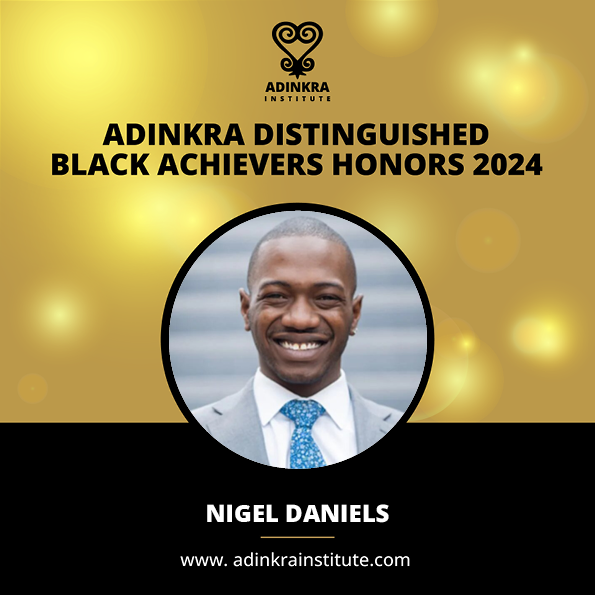 ADINKRA
INSTITUTE
ADINKRA DISTINGUISHED
BLACK ACHIEVERS HONORS 2024
NIGEL DANIELS
www. adinkrainstitute.com